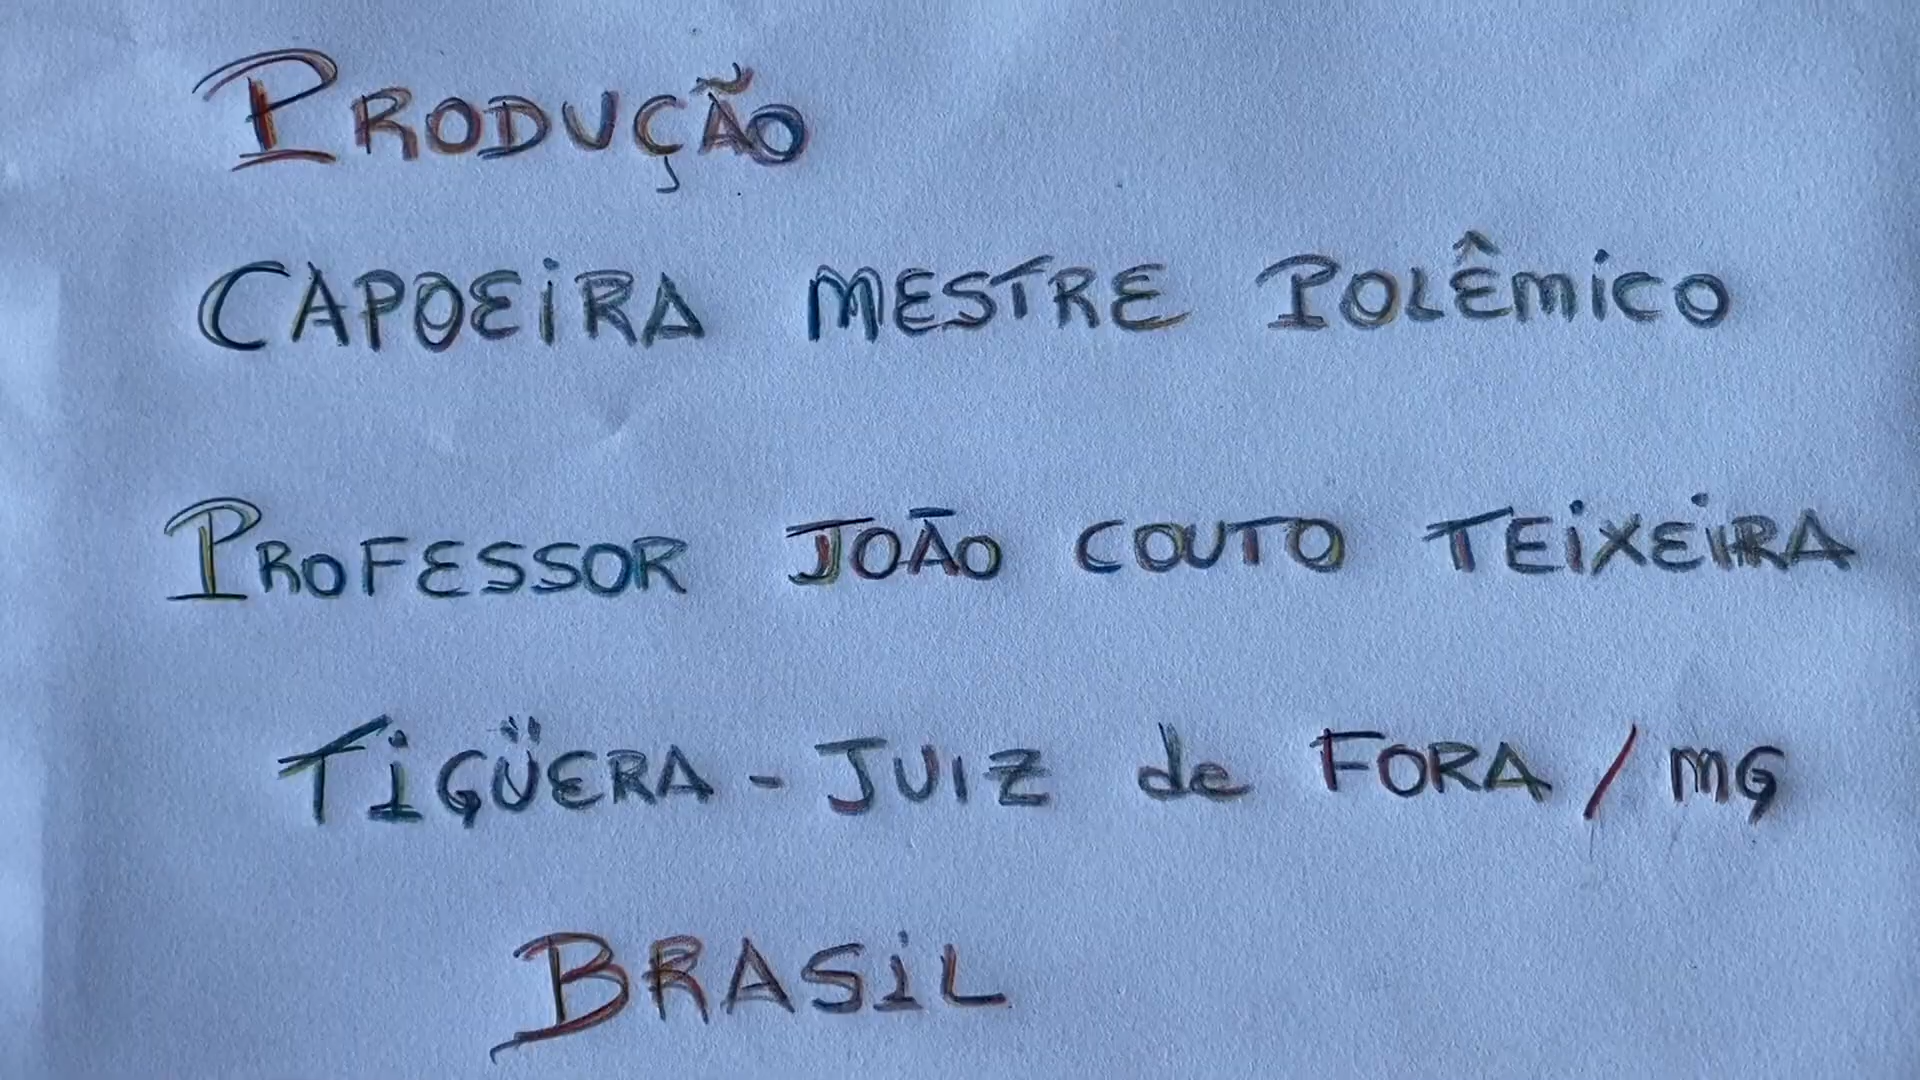 PRODUÇÃO
CAPOEIRA MESTRE POLÊMICO
PROFESSOR JOÃO COUTO TEIXEIRA
TIGÜERA - JUIZ de FORA / MG
BRASIL